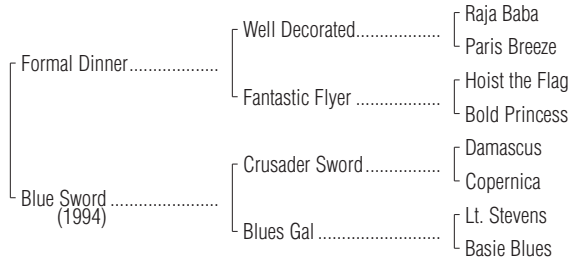 Raja Baba
Well Decorated..................
Paris Breeze
Formal Dinner...................
Hoist the Flag
Fantastic Flyer ..................
Bold Princess
Damascus
Crusader Sword................
Copernica
Blue Sword .......................
(1994)
Lt. Stevens
Blues Gal ..........................
Basie Blues